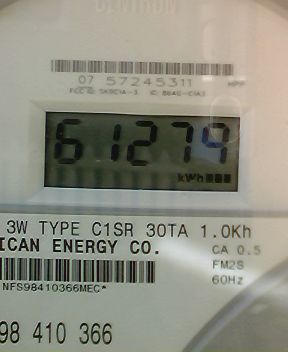 CENTRON
07 57245311
61279
kWh
3W TYPE C1SR 30TA 1.0Kh
ICAN ENERGY CO.
CA 0.5
FM2S
60Hz
NFS98410366MEC*
98 410 366